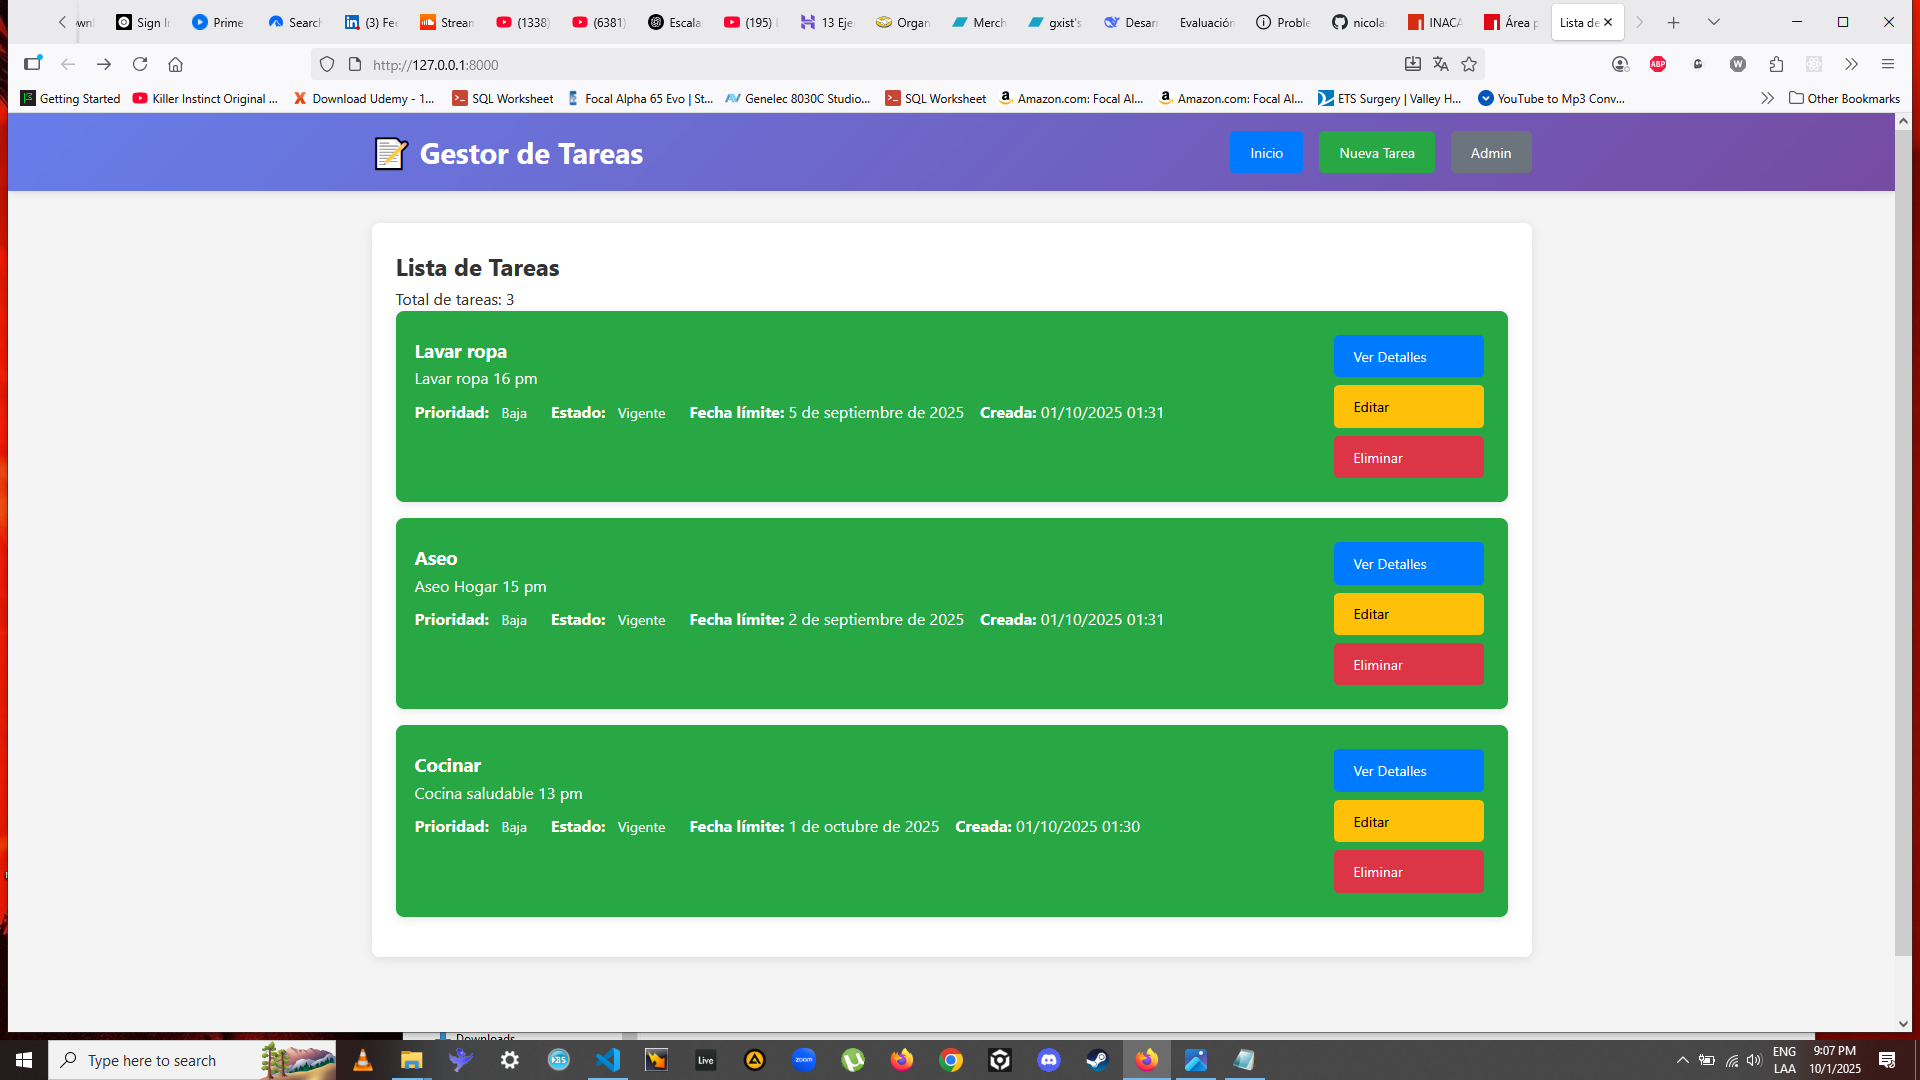 Sign In
Prime
Search
(3) Fee
Stream
(1338)
(6381)
Escala
(195)
13 Eje
Organ
Merch
gxist's
Desarr
Evaluación
Proble
nicola
INACA
Área p
Lista de
http://127.0.0.1:8000
Getting Started
Killer Instinct Original ...
Download Udemy - 1...
SQL Worksheet
Focal Alpha 65 Evo | St...
Genelec 8030C Studio...
SQL Worksheet
Amazon.com: Focal Al...
Amazon.com: Focal Al...
ETS Surgery | Valley H...
YouTube to Mp3 Conv...
Other Bookmarks
Gestor de Tareas
Inicio
Nueva Tarea
Admin
Lista de Tareas
Total de tareas: 3
Lavar ropa
Lavar ropa 16 pm
Prioridad: Baja Estado: Vigente Fecha límite: 5 de septiembre de 2025 Creada: 01/10/2025 01:31
Ver Detalles
Editar
Eliminar
Aseo
Aseo Hogar 15 pm
Prioridad: Baja Estado: Vigente Fecha límite: 2 de septiembre de 2025 Creada: 01/10/2025 01:31
Ver Detalles
Editar
Eliminar
Cocinar
Cocina saludable 13 pm
Prioridad: Baja Estado: Vigente Fecha límite: 1 de octubre de 2025 Creada: 01/10/2025 01:30
Ver Detalles
Editar
Eliminar
Downloads
Type here to search
Live
zoom
ENG
LAA
9:07 PM
10/1/2025